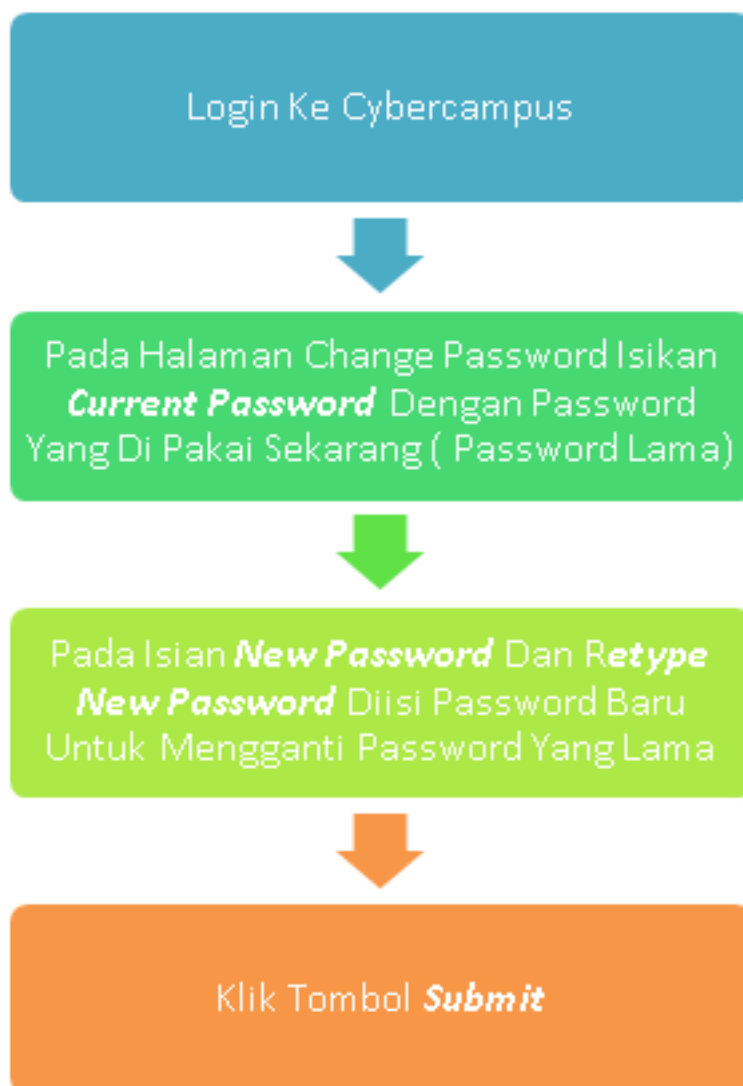 Login Ke Cybercampus
Pada Halaman Change Password Isikan
Current Password Dengan Password
Yang Di Pakai Sekarang ( Password Lama)
Pada Isian New Password Dan Retype
New Password Diisi Password Baru
Untuk Mengganti Password Yang Lama
Klik Tombol Submit